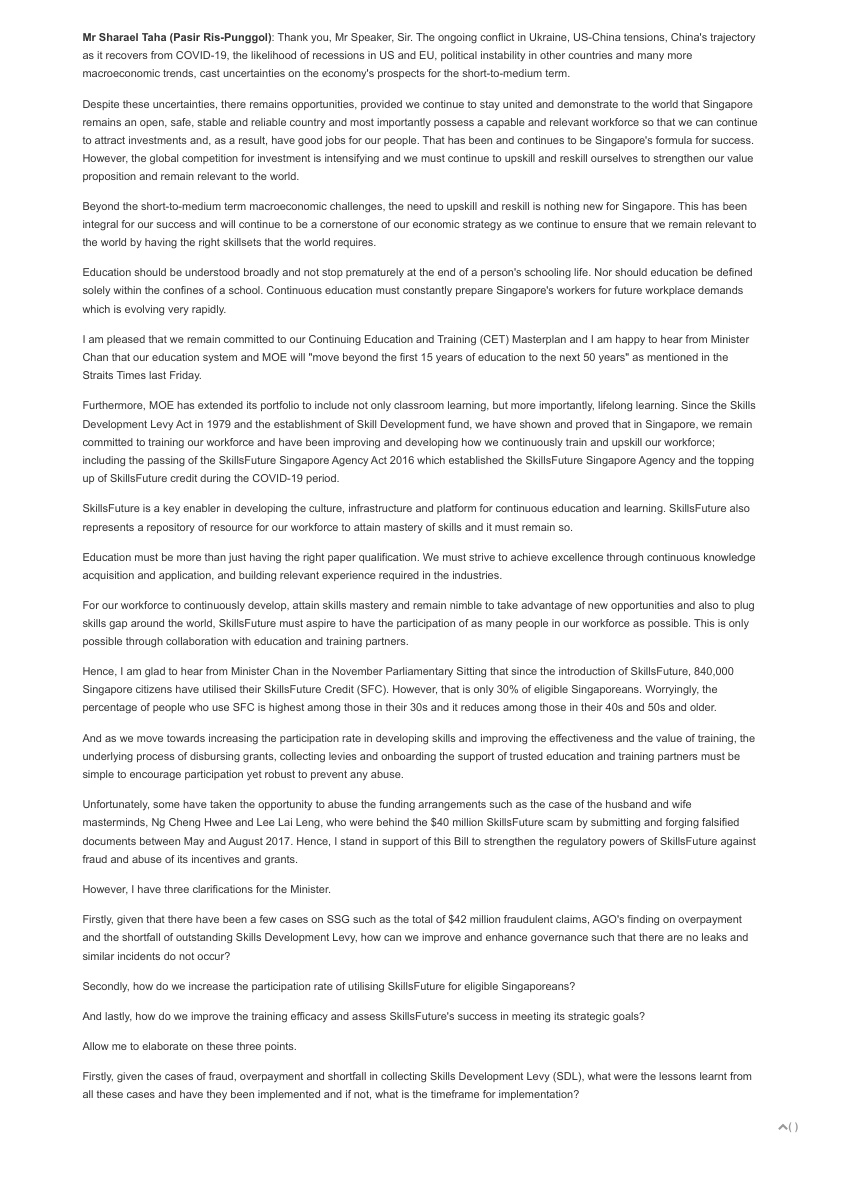 Mr Sharael Taha (Pasir Ris-Punggol): Thank you, Mr Speaker, Sir. The ongoing conflict in Ukraine, US-China tensions, China's trajectory
as it recovers from COVID-19, the likelihood of recessions in US and EU, political instability in other countries and many more
macroeconomic trends, cast uncertainties on the economy's prospects for the short-to-medium term.
Despite these uncertainties, there remains opportunities, provided we continue to stay united and demonstrate to the world that Singapore
remains an open, safe, stable and reliable country and most importantly possess a capable and relevant workforce so that we can continue
to attract investments and, as a result, have good jobs for our people. That has been and continues to be Singapore's formula for success.
However, the global competition for investment is intensifying and we must continue to upskill and reskill ourselves to strengthen our value
proposition and remain relevant to the world.
Beyond the short-to-medium term macroeconomic challenges, the need to upskill and reskill is nothing new for Singapore. This has been
integral for our success and will continue to be a cornerstone of our economic strategy as we continue to ensure that we remain relevant to
the world by having the right skillsets that the world requires.
Education should be understood broadly and not stop prematurely at the end of a person's schooling life. Nor should education be defined
solely within the confines of a school. Continuous education must constantly prepare Singapore's workers for future workplace demands
which is evolving very rapidly.
I am pleased that we remain committed to our Continuing Education and Training (CET) Masterplan and I am happy to hear from Minister
Chan that our education system and MOE will "move beyond the first 15 years of education to the next 50 years" as mentioned in the
Straits Times last Friday.
Furthermore, MOE has extended its portfolio to include not only classroom learning, but more importantly, lifelong learning. Since the Skills
Development Levy Act in 1979 and the establishment of Skill Development fund, we have shown and proved that in Singapore, we remain
committed to training our workforce and have been improving and developing how we continuously train and upskill our workforce;
including the passing of the SkillsFuture Singapore Agency Act 2016 which established the SkillsFuture Singapore Agency and the topping
up of SkillsFuture credit during the COVID-19 period.
SkillsFuture is a key enabler in developing the culture, infrastructure and platform for continuous education and learning. SkillsFuture also
represents a repository of resource for our workforce to attain mastery of skills and it must remain so.
Education must be more than just having the right paper qualification. We must strive to achieve excellence through continuous knowledge
acquisition and application, and building relevant experience required in the industries.
For our workforce to continuously develop, attain skills mastery and remain nimble to take advantage of new opportunities and also to plug
skills gap around the world, SkillsFuture must aspire to have the participation of as many people in our workforce as possible. This is only
possible through collaboration with education and training partners.
Hence, I am glad to hear from Minister Chan in the November Parliamentary Sitting that since the introduction of SkillsFuture, 840,000
Singapore citizens have utilised their SkillsFuture Credit (SFC). However, that is only 30% of eligible Singaporeans. Worryingly, the
percentage of people who use SFC is highest among those in their 30s and it reduces among those in their 40s and 50s and older.
And as we move towards increasing the participation rate in developing skills and improving the effectiveness and the value of training, the
underlying process of disbursing grants, collecting levies and onboarding the support of trusted education and training partners must be
simple to encourage participation yet robust to prevent any abuse.
Unfortunately, some have taken the opportunity to abuse the funding arrangements such as the case of the husband and wife
masterminds, Ng Cheng Hwee and Lee Lai Leng, who were behind the $40 million SkillsFuture scam by submitting and forging falsified
documents between May and August 2017. Hence, I stand in support of this Bill to strengthen the regulatory powers of SkillsFuture against
fraud and abuse of its incentives and grants.
However, I have three clarifications for the Minister.
Firstly, given that there have been a few cases on SSG such as the total of $42 million fraudulent claims, AGO's finding on overpayment
and the shortfall of outstanding Skills Development Levy, how can we improve and enhance governance such that there are no leaks and
similar incidents do not occur?
Secondly, how do we increase the participation rate of utilising SkillsFuture for eligible Singaporeans?
And lastly, how do we improve the training efficacy and assess SkillsFuture's success in meeting its strategic goals?
Allow me to elaborate on these three points.
Firstly, given the cases of fraud, overpayment and shortfall in collecting Skills Development Levy (SDL), what were the lessons learnt from
all these cases and have they been implemented and if not, what is the timeframe for implementation?
( )